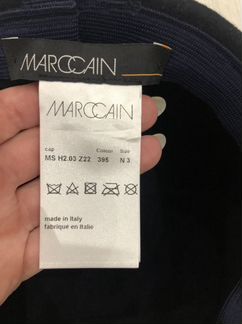 MARCCAIN
MARCCAIN
cap Colour Size
MS H2.03 Z22 395 N 3
made in Italy
fabriqué en Italie